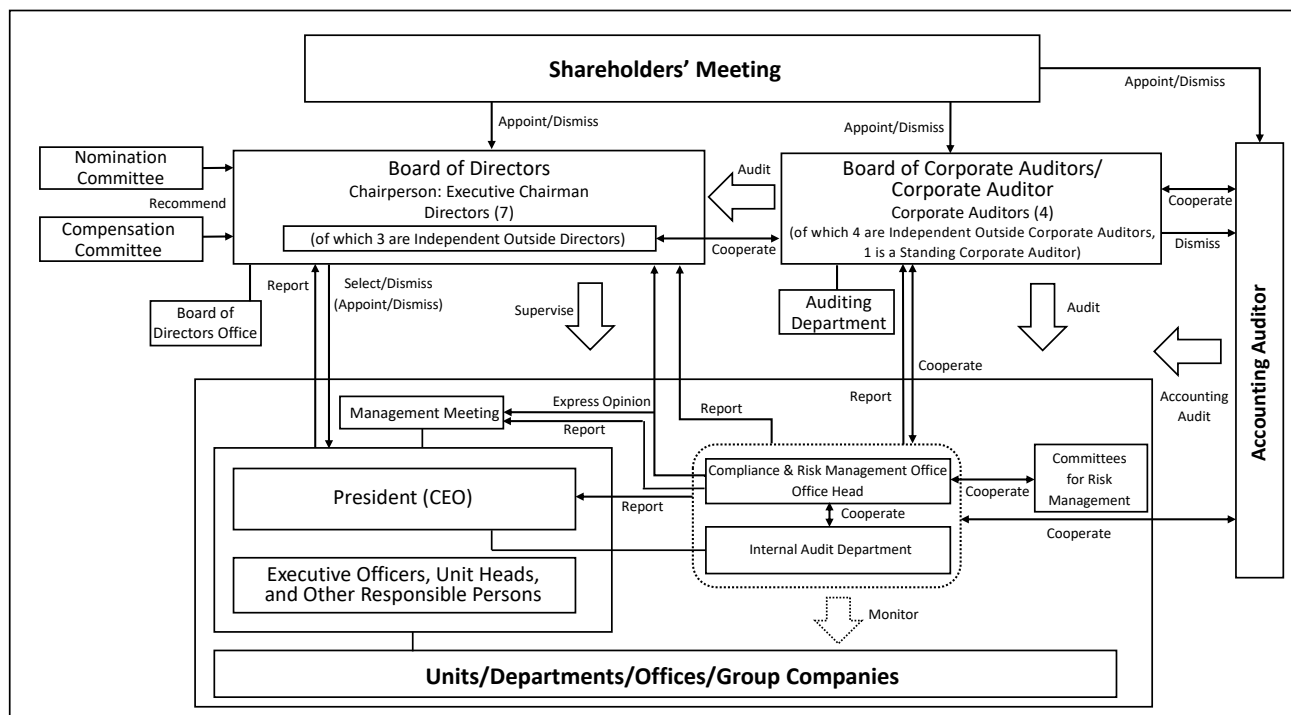 Shareholders’ Meeting
Appoint/Dismiss
Appoint/Dismiss
Appoint/Dismiss
Nomination
Committee
Recommend
Compensation
Committee
Board of Directors
Chairperson: Executive Chairman
Directors (7)
(of which 3 are Independent Outside Directors)
Audit
Cooperate
Board of Corporate Auditors/
Corporate Auditor
Corporate Auditors (4)
(of which 4 are Independent Outside Corporate Auditors,
1 is a Standing Corporate Auditor)
Cooperate
Dismiss
Accounting Auditor
Board of
Directors Office
Report
Select/Dismiss
(Appoint/Dismiss)
Supervise
Auditing
Department
Audit
Cooperate
Report
Accounting
Audit
Management Meeting
Express Opinion
Report
Report
President (CEO)
Report
Compliance & Risk Management Office
Office Head
Cooperate
Internal Audit Department
Cooperate
Committees
for Risk
Management
Cooperate
Executive Officers, Unit Heads,
and Other Responsible Persons
Monitor
Units/Departments/Offices/Group Companies